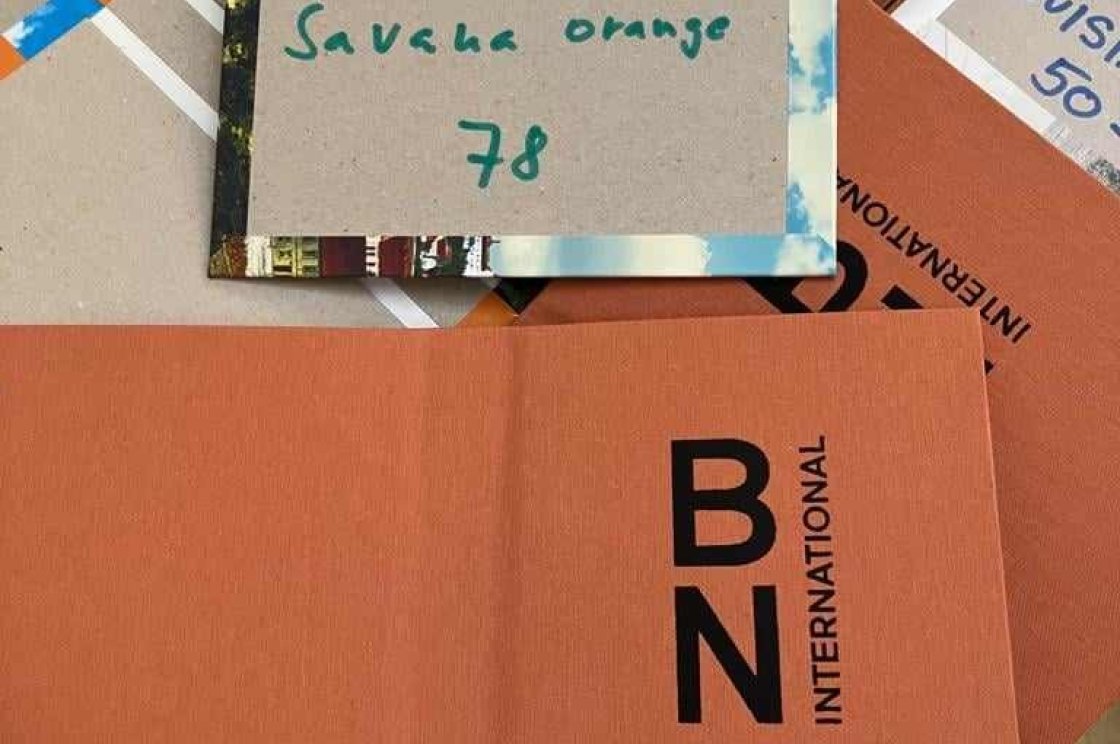 Savana orange
78
50
INTERNATIONAL
B
N
INTERNATIONAL